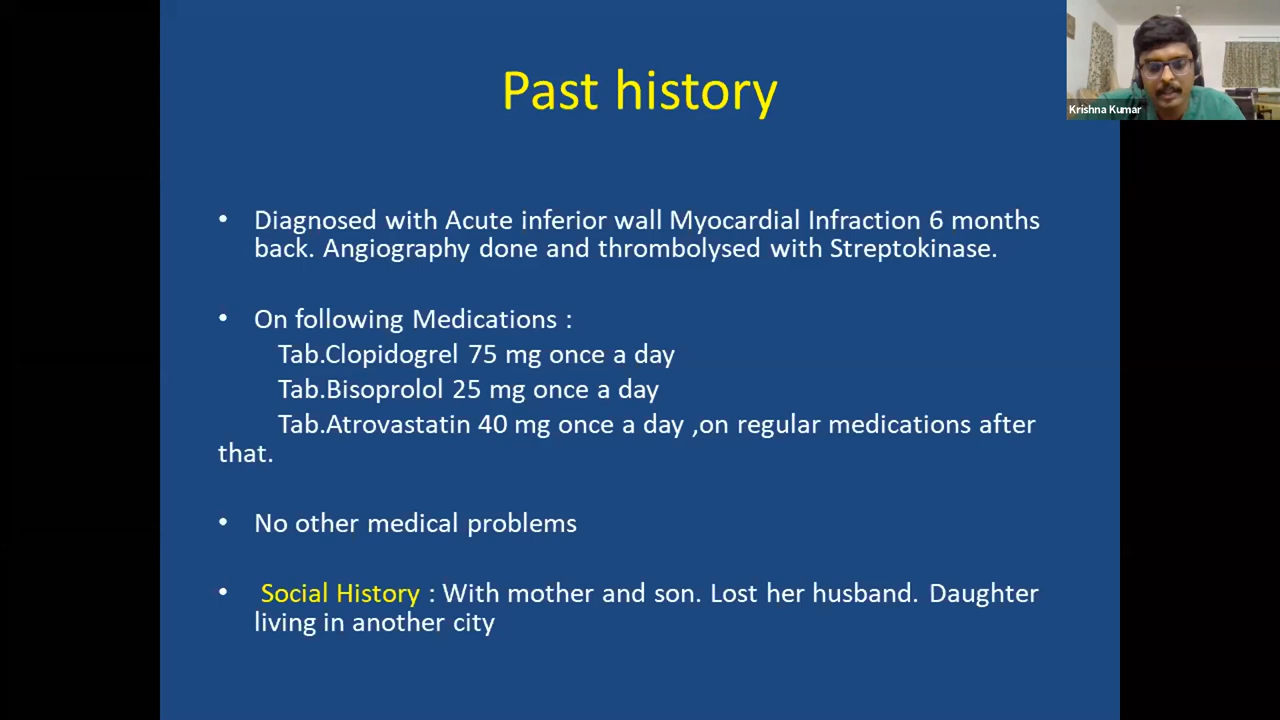 Past history
Krishna Kumar
• Diagnosed with Acute inferior wall Myocardial Infraction 6 months
back. Angiography done and thrombolysed with Streptokinase.
• On following Medications :
Tab.Clopidogrel 75 mg once a day
Tab.Bisoprolol 25 mg once a day
Tab.Atrovastatin 40 mg once a day ,on regular medications after
that.
• No other medical problems
• Social History : With mother and son. Lost her husband. Daughter
living in another city